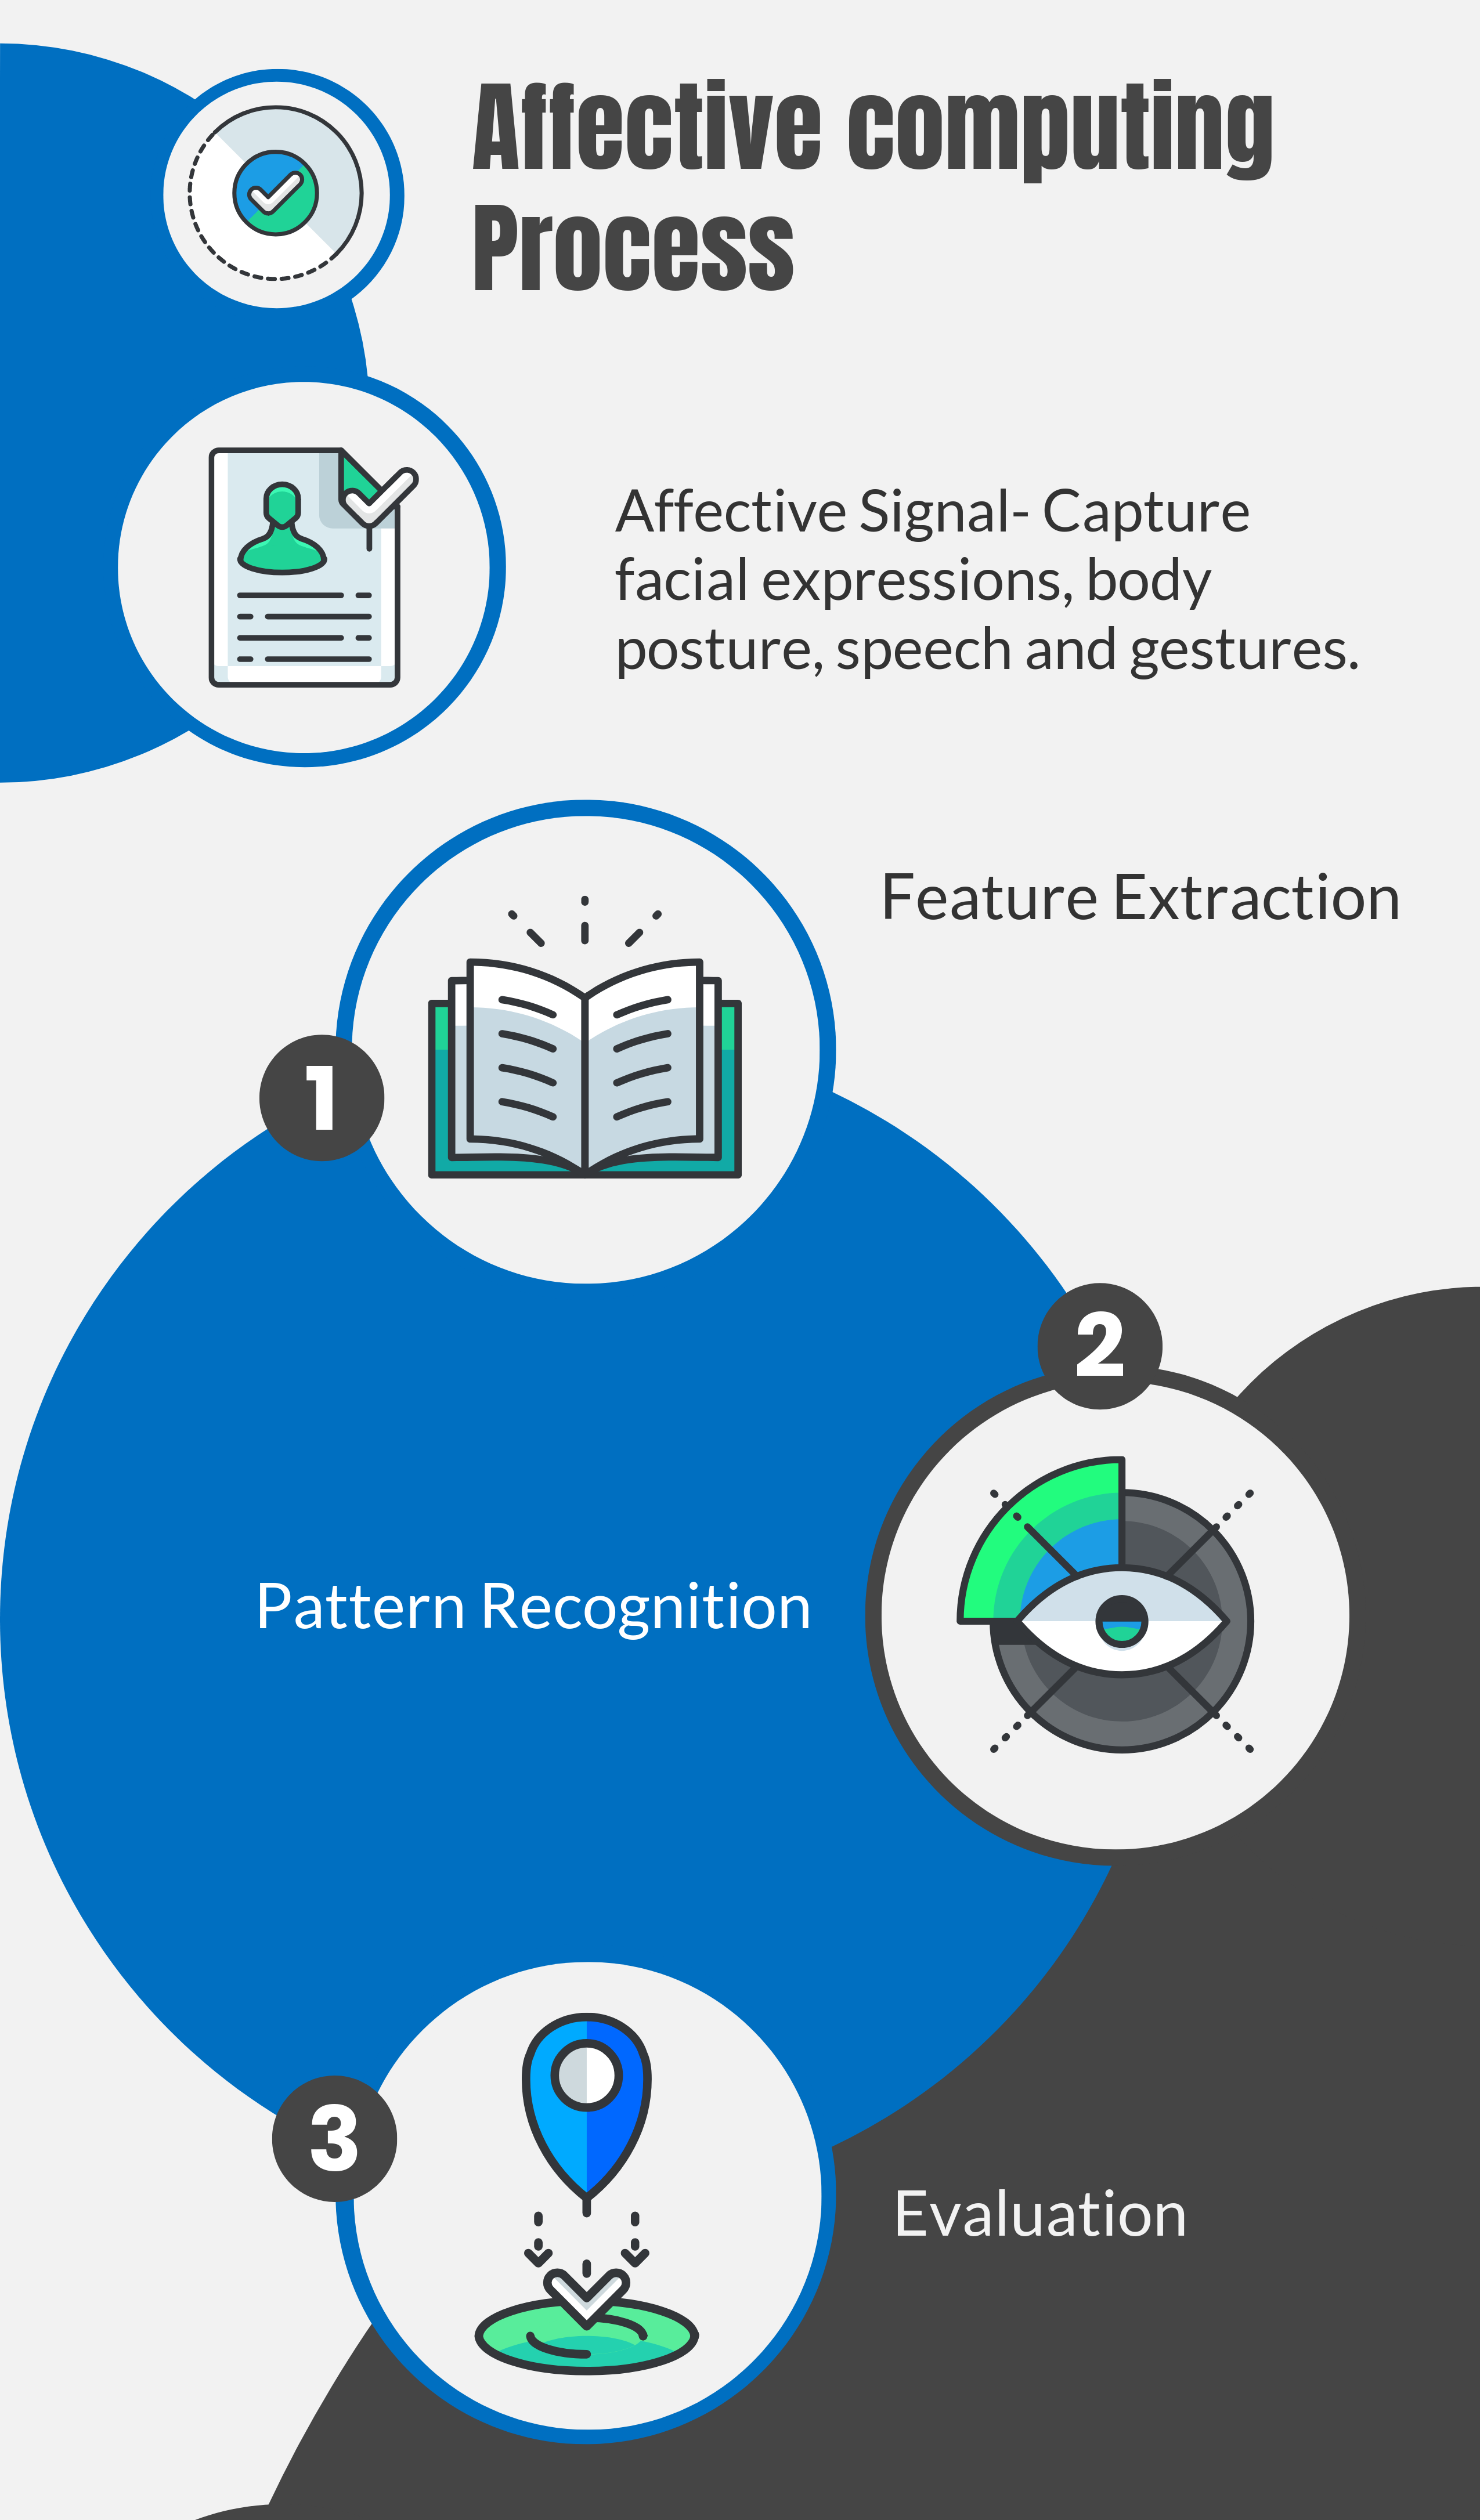 Affective computing
Process
Affective Signal- Capture
facial expressions, body
posture, speech and gestures.
Feature Extraction
1
2
Pattern Recognition
3
Evaluation